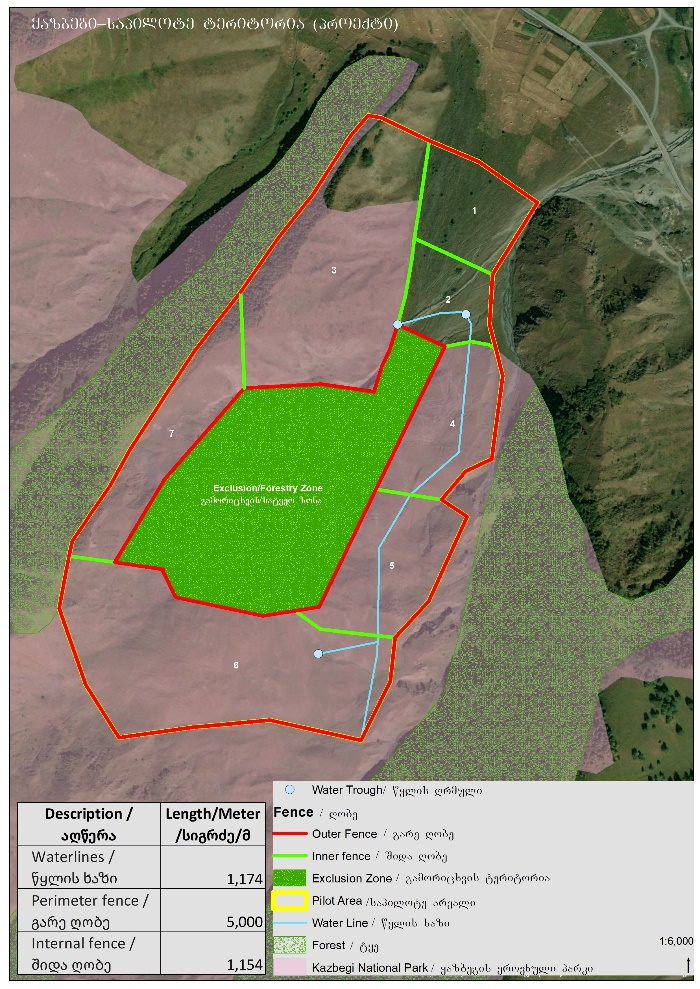 ყაზბეგი–საპილოტე ტერიტორია (პროექტი)
1
2
3
4
7
Exclusion/Forestry Zone
5
6
Description / აღწერა
Length/Meter /სიგრძე/მ
Waterlines / წყლის ხაზი
1,174
Perimeter fence / გარე ღობე
5,000
Internal fence / შიდა ღობე
1,154
Water Trough/ წყლის ღრმული
Fence / ღობე
Outer Fence / გარე ღობე
Inner fence / შიდა ღობე
Exclusion Zone / გამორიცხვის ტერიტორია
Pilot Area /საპილოტე არეალი
Water Line / წყლის ხაზი
Forest / ტყე
Kazbegi National Park / ყაზბეგის ეროვნული პარკი
1:6,000